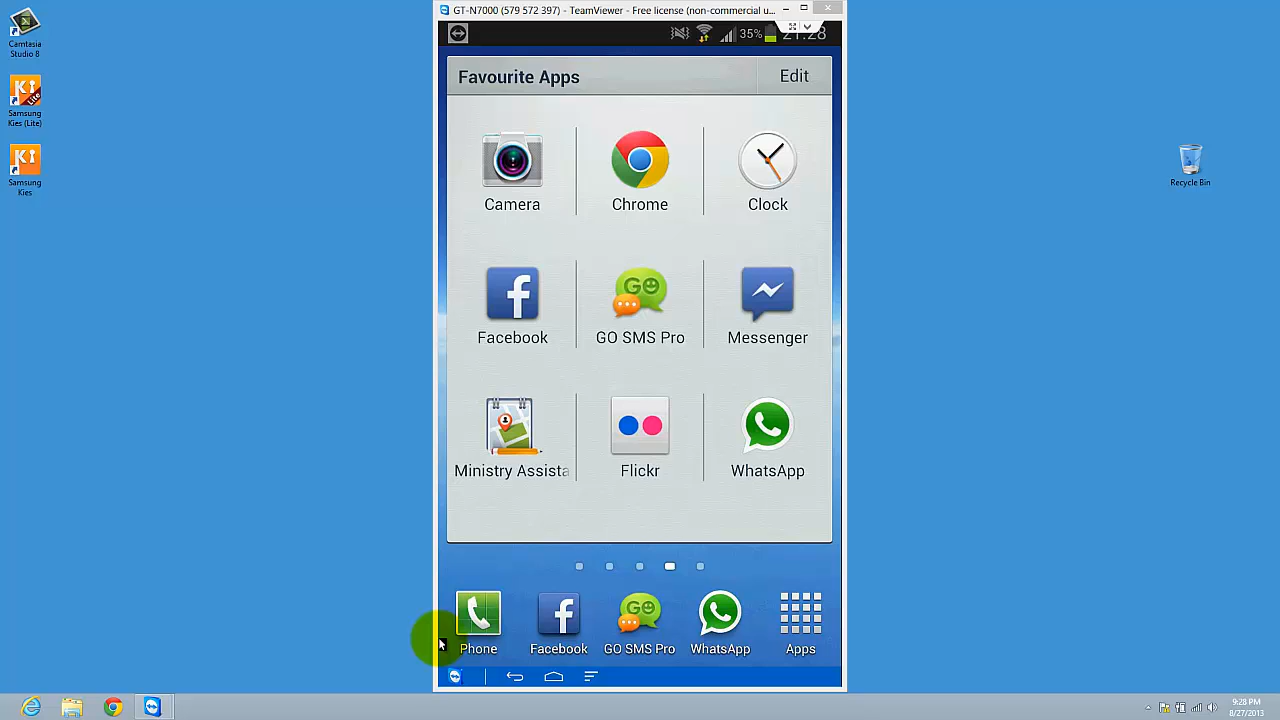 GT-N7000 (579 572 397) - TeamViewer - Free license (non-commercial u...
35%
21:28
Favourite Apps
Edit
Camera
Chrome
Clock
Facebook
GO SMS Pro
Messenger
Ministry Assista
Flickr
WhatsApp
Phone
Facebook
GO SMS Pro
WhatsApp
Apps
Camtasia
Studio 8
Samsung
Kies (Lite)
Samsung
Kies
Recycle Bin
9:28 PM
8/27/2013